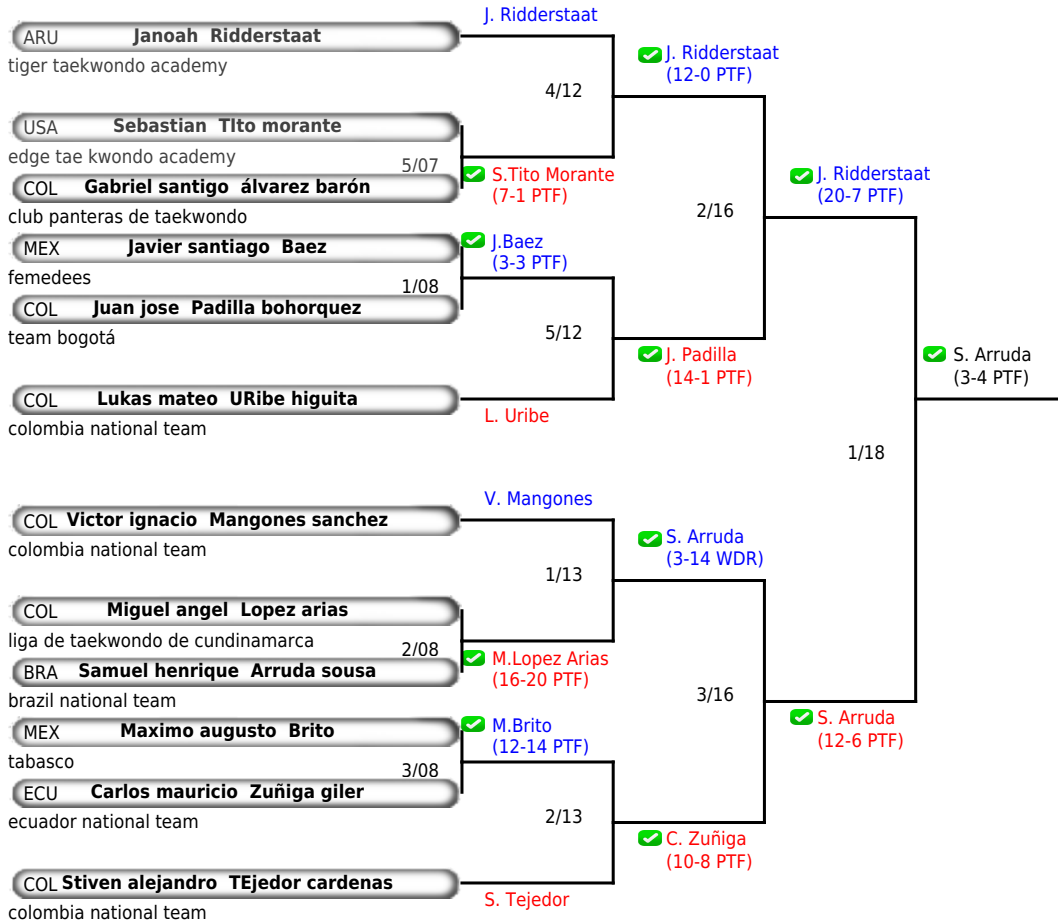 J. Ridderstaat
ARU Janoah Ridderstaat
tiger taekwondo academy
J. Ridderstaat
(12-0 PTF)
4/12
USA Sebastian TIto morante
edge tae kwondo academy
5/07
S.Tito Morante
(7-1 PTF)
COL Gabriel santigo álvarez barón
club panteras de taekwondo
J. Ridderstaat
(20-7 PTF)
2/16
MEX Javier santiago Baez
femedees
J.Baez
(3-3 PTF)
1/08
COL Juan jose Padilla bohorquez
team bogotá
5/12
J. Padilla
(14-1 PTF)
S. Arruda
(3-4 PTF)
COL Lukas mateo URibe higuita
colombia national team
L. Uribe
1/18
V. Mangones
COL Victor ignacio Mangones sanchez
colombia national team
S. Arruda
(3-14 WDR)
1/13
COL Miguel angel Lopez arias
liga de taekwondo de cundinamarca
2/08
M.Lopez Arias
(16-20 PTF)
BRA Samuel henrique Arruda sousa
brazil national team
3/16
S. Arruda
(12-6 PTF)
MEX Maximo augusto Brito
tabasco
M.Brito
(12-14 PTF)
3/08
ECU Carlos mauricio Zuñiga giler
ecuador national team
2/13
C. Zuñiga
(10-8 PTF)
COL Stiven alejandro TEjedor cardenas
colombia national team
S. Tejedor